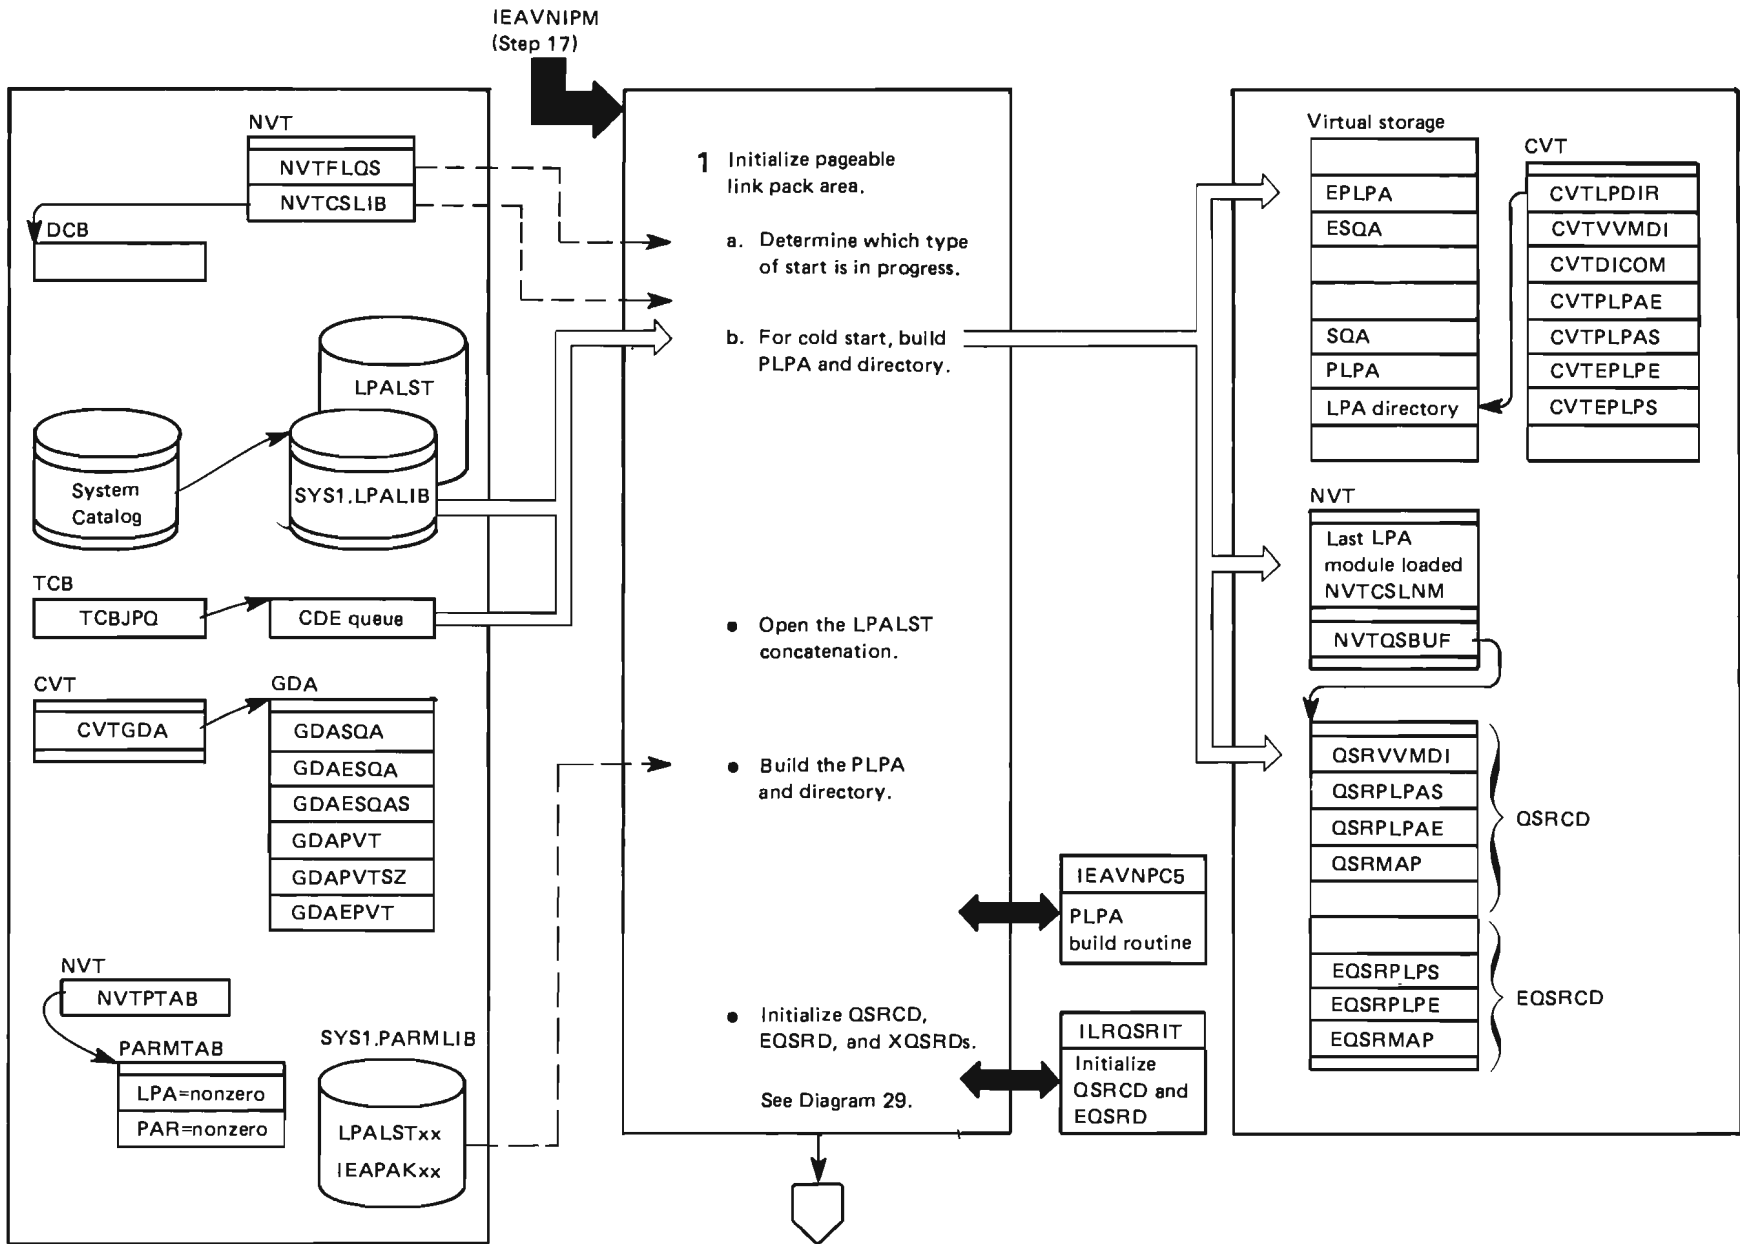 IEAVNIPM
(Step 17)
NVT
NVTFLQS
NVTCSLIB
DCB
LPALST
System
Catalog
SYS1.LPALIB
TCB
TCBJPQ
CDE queue
CVT
CVTGDA
GDA
GDASQA
GDAESQA
GDAESQAS
GDAPVT
GDAPVTSZ
GDAEPVT
NVT
NVTPTAB
PARMTAB
LPA=nonzero
PAR=nonzero
SYS1.PARMLIB
LPALSTxx
IEAPAKxx
1 Initialize pageable
link pack area.
a. Determine which type
of start is in progress.
b. For cold start, build
PLPA and directory.
• Open the LPALST
concatenation.
• Build the PLPA
and directory.
• Initialize QSRCD,
EQSRD, and XQSRDs.
See Diagram 29.
IEAVNPC5
PLPA
build routine
ILRQSRIT
Initialize
QSRCD and
EQSRD
Virtual storage
EPLPA
ESQA
SQA
PLPA
LPA directory
CVT
CVTLPDIR
CVTVVMDI
CVTDICOM
CVTPLPAE
CVTPLPAS
CVTEPLPE
CVTEPLPS
NVT
Last LPA
module loaded
NVTCSLNM
NVTQSBUF
QSRVVMDI
QSRPLPAS
QSRPLPAE
QSRMAP
QSRCD
EQSRPLPS
EQSRPLPE
EQSRMAP
EQSRCD